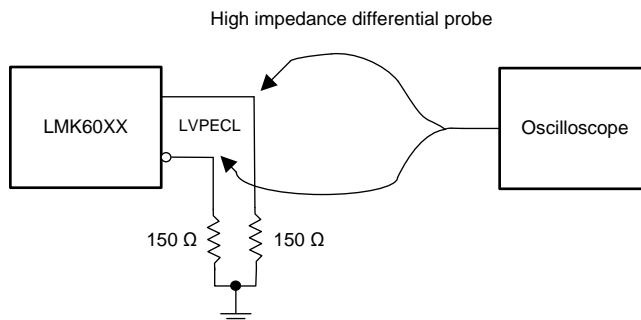 High impedance differential probe
LMK60XX
LVPECL
Oscilloscope
150 Ω
150 Ω